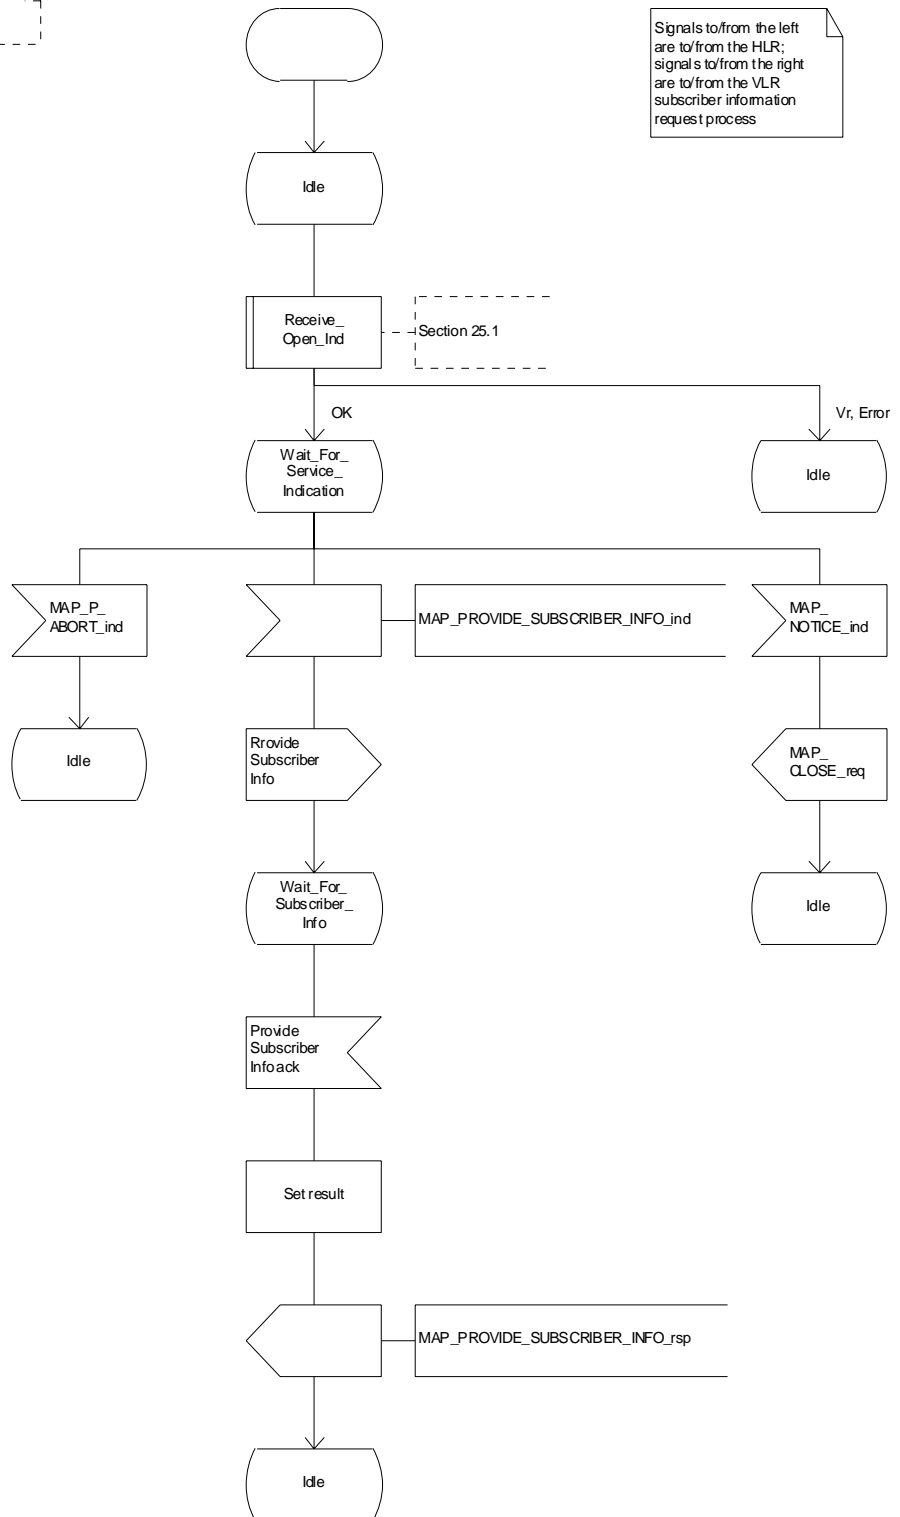 Signals to/from the left
are to/from the HLR;
signals to/from the right
are to/from the VLR
subscriber information
request process
Idle
Receive_
Open_Ind
Section 25.1
OK
Vr, Error
Wait_For_
Service_
Indication
Idle
MAP_P_
ABORT_ind
MAP_PROVIDE_SUBSCRIBER_INFO_ind
MAP_
NOTICE_ind
Idle
Rrovide
Subscriber
Info
MAP_
CLOSE_req
Wait_For_
Subscriber_
Info
Idle
Provide
Subscriber
Info ack
Set result
MAP_PROVIDE_SUBSCRIBER_INFO_rsp
Idle